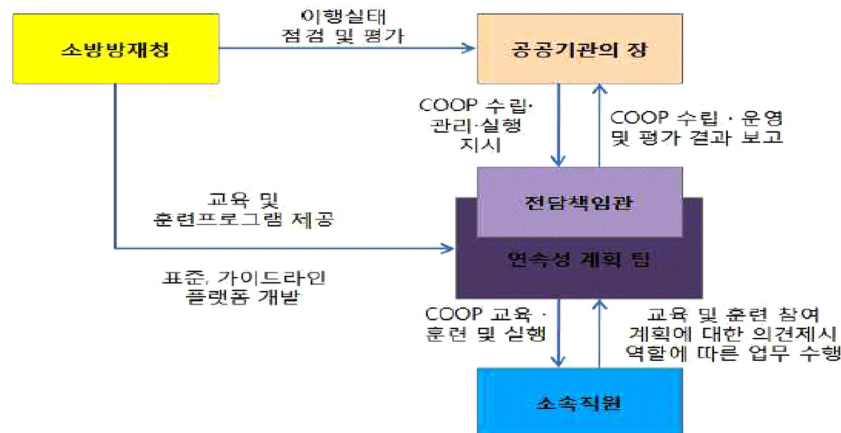 이행실태
점검 및 평가
소방방재청
공공기관의 장
COOP 수립·
관리·실행
지시
COOP 수립 · 운영
및 평가 결과 보고
교육 및
훈련프로그램 제공
전담책임관
연속성 계획 팀
표준, 가이드라인
플랫폼 개발
COOP 교육 ·
훈련 및 실행
교육 및 훈련 참여
계획에 대한 의견제시
역할에 따른 업무 수행
소속직원